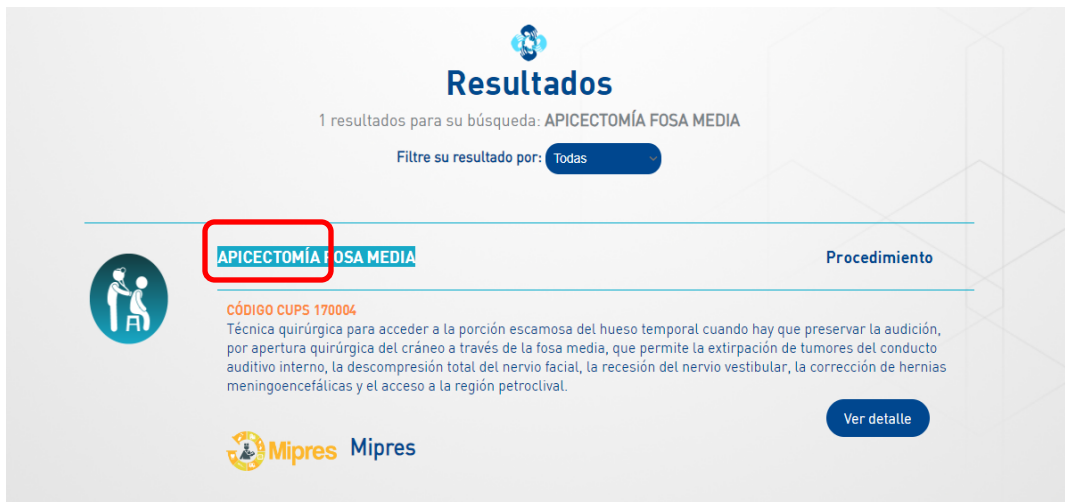 Resultados
1 resultados para su búsqueda: APICECTOMÍA FOSA MEDIA
Filtre su resultado por: Todas
APICECTOMÍA FOSA MEDIA
Procedimiento
CÓDIGO CUPS 170004
Técnica quirúrgica para acceder a la porción escamosa del hueso temporal cuando hay que preservar la audición,
por apertura quirúrgica del cráneo a través de la fosa media, que permite la extirpación de tumores del conducto
auditivo interno, la descompresión total del nervio facial, la recesión del nervio vestibular, la corrección de hernias
meningoencefálicas y el acceso a la región petroclival.
Ver detalle
Mipres Mipres